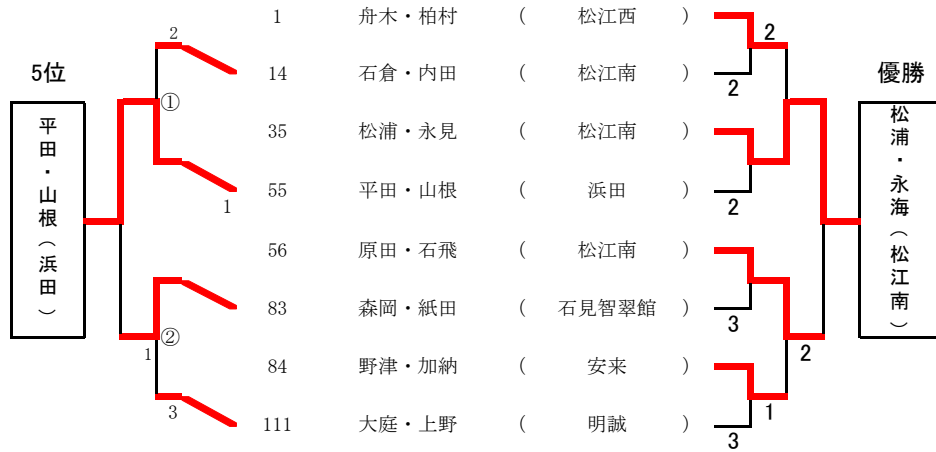 1 舟木・柏村 ( 松江西 )
2 2
14 石倉・内田 ( 松江南 )
2
5位
優勝
①
35 松浦・永見 ( 松江南 )
55 平田・山根 ( 浜田 )
1 2
平田・山根（浜田）
松浦・永海（松江南）
56 原田・石飛 ( 松江南 )
83 森岡・紙田 ( 石見智翠館 )
3
②
1 2
84 野津・加納 ( 安来 )
3 1
111 大庭・上野 ( 明誠 )
3